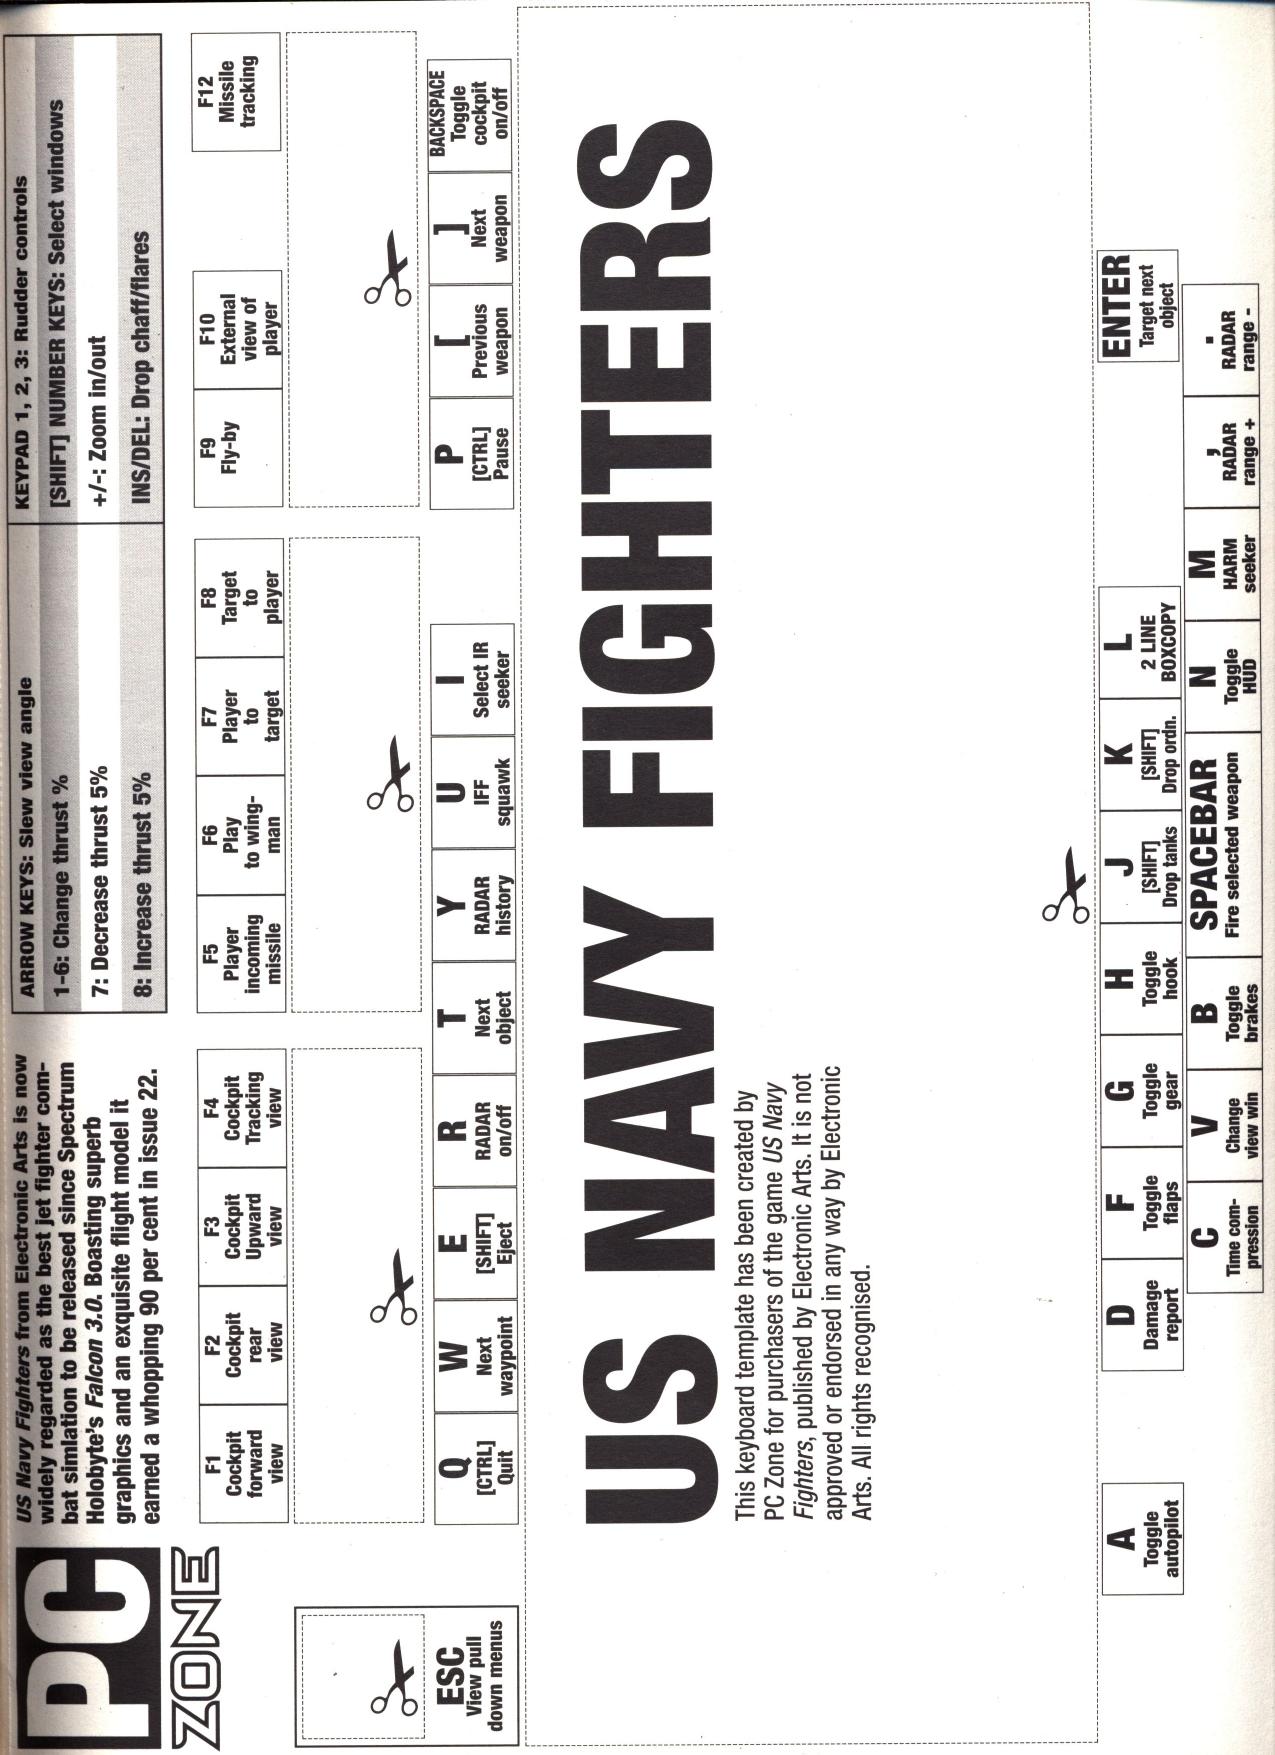 PC
ZONE
US Navy Fighters from Electronic Arts is now
widely regarded as the best jet fighter com-
bat simlation to be released since Spectrum
Holobyte's Falcon 3.0. Boasting superb
graphics and an exquisite flight model it
earned a whopping 90 per cent in issue 22.
ARROW KEYS: Slew view angle
1-6: Change thrust %
7: Decrease thrust 5%
8: Increase thrust 5%
KEYPAD 1, 2, 3: Rudder controls
[SHIFT] NUMBER KEYS: Select windows
+/-: Zoom in/out
INS/DEL: Drop chaff/flares
F1
Cockpit
forward
view
F2
Cockpit
rear
view
F3
Cockpit
Upward
view
F4
Cockpit
Tracking
view
F5
Player
incoming
missile
F6
Play
to wing-
man
F7
Player
to
target
F8
Target
to
player
F9
Fly-by
F10
External
view of
player
F12
Missile
tracking
ESC
View pull
down menus
Q
[CTRL]
Quit
W
Next
waypoint
E
[SHIFT]
Eject
R
RADAR
on/off
T
Next
object
Y
RADAR
history
U
IFF
squawk
I
Select IR
seeker
P
[CTRL]
Pause
[
Previous
weapon
]
Next
weapon
BACKSPACE
Toggle
cockpit
on/off
US NAVY FIGHTERS
This keyboard template has been created by
PC Zone for purchasers of the game US Navy
Fighters, published by Electronic Arts. It is not
approved or endorsed in any way by Electronic
Arts. All rights recognised.
A
Toggle
autopilot
D
Damage
report
F
Toggle
flaps
G
Toggle
gear
H
Toggle
hook
J
[SHIFT]
Drop tanks
K
[SHIFT]
Drop ordn.
L
2 LINE
BOXCOPY
ENTER
Target next
object
C
Time com-
pression
V
Change
view win
B
Toggle
brakes
SPACEBAR
Fire selected weapon
N
Toggle
HUD
M
HARM
seeker
,
RADAR
range +
.
RADAR
range -